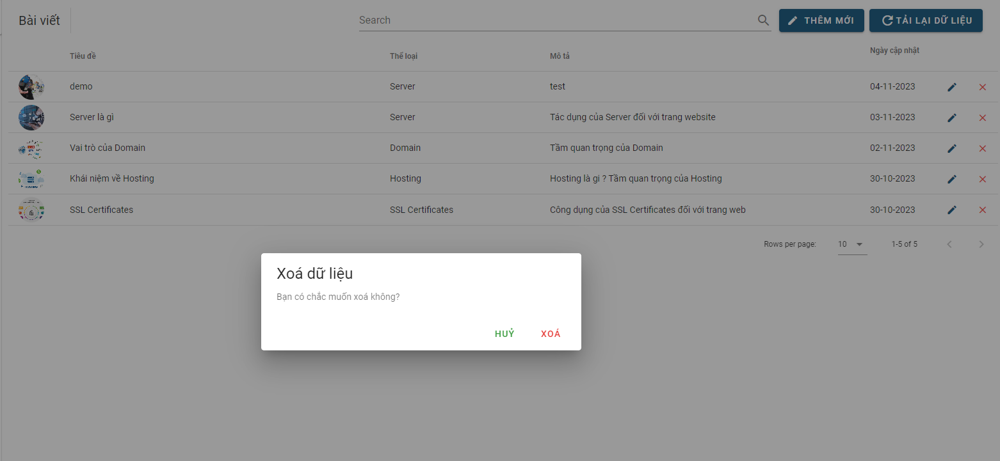 Bài viết
Search
THÊM MỚI
TẢI LẠI DỮ LIỆU
Tiêu đề Thể loại Mô tả Ngày cập nhật
demo Server test 04-11-2023
Server là gì Server Tác dụng của Server đối với trang website 03-11-2023
Vai trò của Domain Domain Tầm quan trọng của Domain 02-11-2023
Khái niệm về Hosting Hosting Hosting là gi ? Tầm quan trọng của Hosting 30-10-2023
SSL Certificates SSL Certificates Công dụng của SSL Certificates đối với trang web 30-10-2023
Rows per page: 10 1-5 of 5
Xoá dữ liệu
Bạn có chắc muốn xoá không?
HUỶ XOÁ